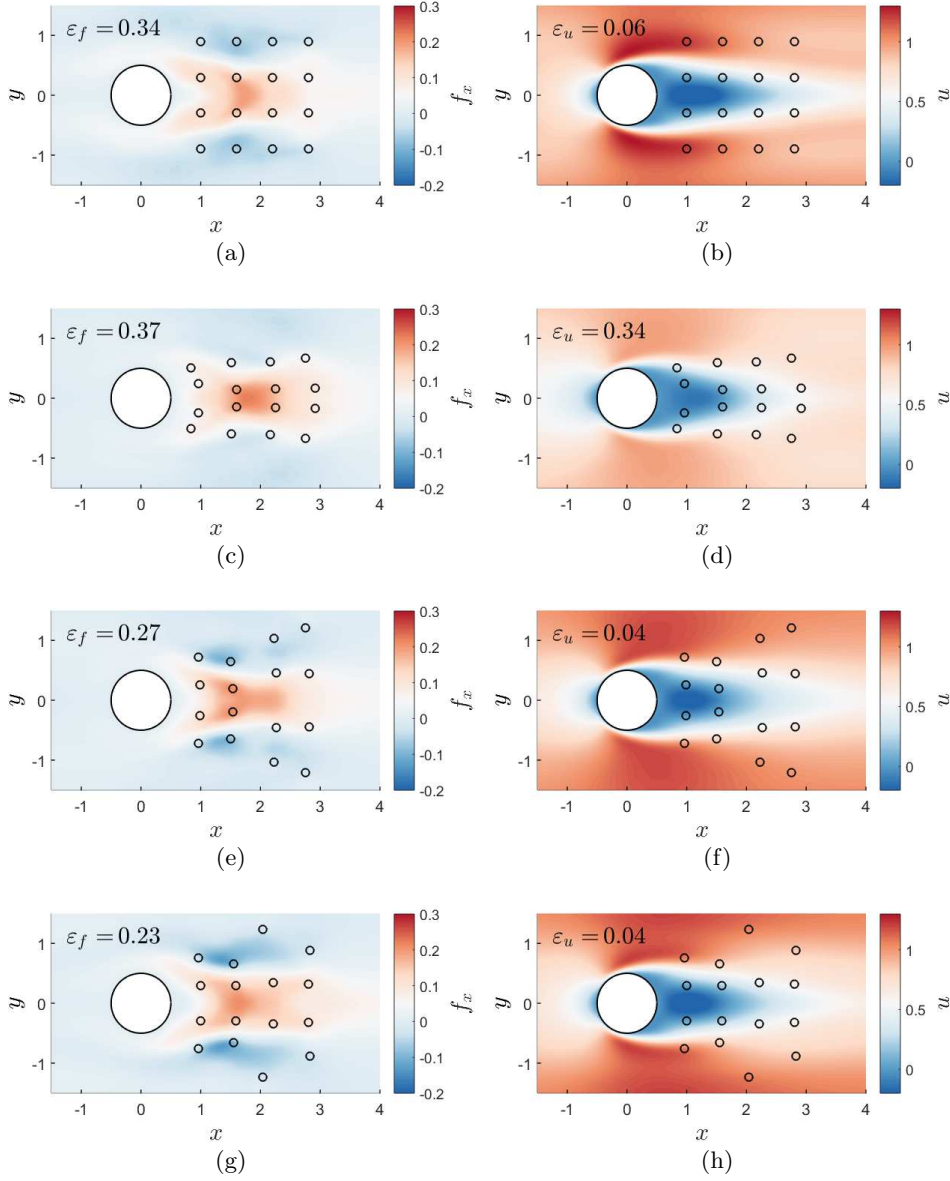 ε_f = 0.34
1
0
-1
y
-1 0 1 2 3 4
x
0.3
0.2
0.1
0
-0.1
-0.2
f_x
(a)
ε_u = 0.06
1
0
-1
y
-1 0 1 2 3 4
x
1
0.5
0
u
(b)
ε_f = 0.37
1
0
-1
y
-1 0 1 2 3 4
x
0.3
0.2
0.1
0
-0.1
-0.2
f_x
(c)
ε_u = 0.34
1
0
-1
y
-1 0 1 2 3 4
x
1
0.5
0
u
(d)
ε_f = 0.27
1
0
-1
y
-1 0 1 2 3 4
x
0.3
0.2
0.1
0
-0.1
-0.2
f_x
(e)
ε_u = 0.04
1
0
-1
y
-1 0 1 2 3 4
x
1
0.5
0
u
(f)
ε_f = 0.23
1
0
-1
y
-1 0 1 2 3 4
x
0.3
0.2
0.1
0
-0.1
-0.2
f_x
(g)
ε_u = 0.04
1
0
-1
y
-1 0 1 2 3 4
x
1
0.5
0
u
(h)